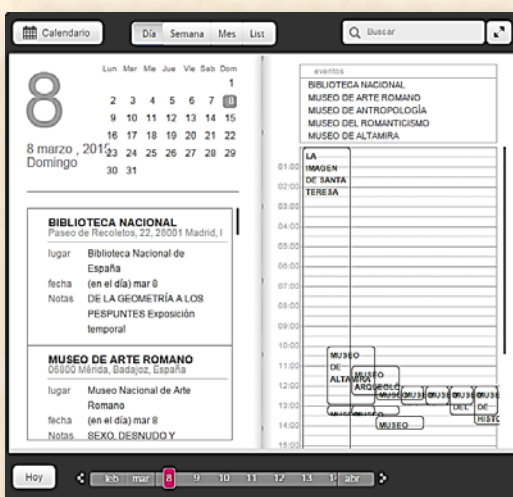 Calendario
Día Semana Mes List
Buscar
8
8 marzo , 2015
Domingo
Lun Mar Mie Jue Vie Sab Dom
1
2 3 4 5 6 7 8
9 10 11 12 13 14 15
16 17 18 19 20 21 22
23 24 25 26 27 28 29
30 31
BIBLIOTECA NACIONAL
Paseo de Recoletos, 22, 28001 Madrid, I
lugar Biblioteca Nacional de
España
fecha (en el día) mar 8
Notas DE LA GEOMETRÍA A LOS
PESPUNTES Exposición
temporal
MUSEO DE ARTE ROMANO
06800 Mérida, Badajoz, España
lugar Museo Nacional de Arte
Romano
fecha (en el día) mar 8
Notas SEXO, DESNUDO Y
eventos
BIBLIOTECA NACIONAL
MUSEO DE ARTE ROMANO
MUSEO DE ANTROPOLOGÍA
MUSEO DEL ROMANTICISMO
MUSEO DE ALTAMIRA
LA
IMAGEN
DE SANTA
TERESA
01:00
02:00
03:00
04:00
05:00
06:00
07:00
08:00
09:00
10:00
11:00
12:00
13:00
14:00
15:00
MUSEO
DE
ALTAMIRA
MUSEO
ARQUEOLÓ
MUSEO
DEL
DE
HISTO
MUSEO
Hoy
feb mar 8 9 10 11 12 13 abr